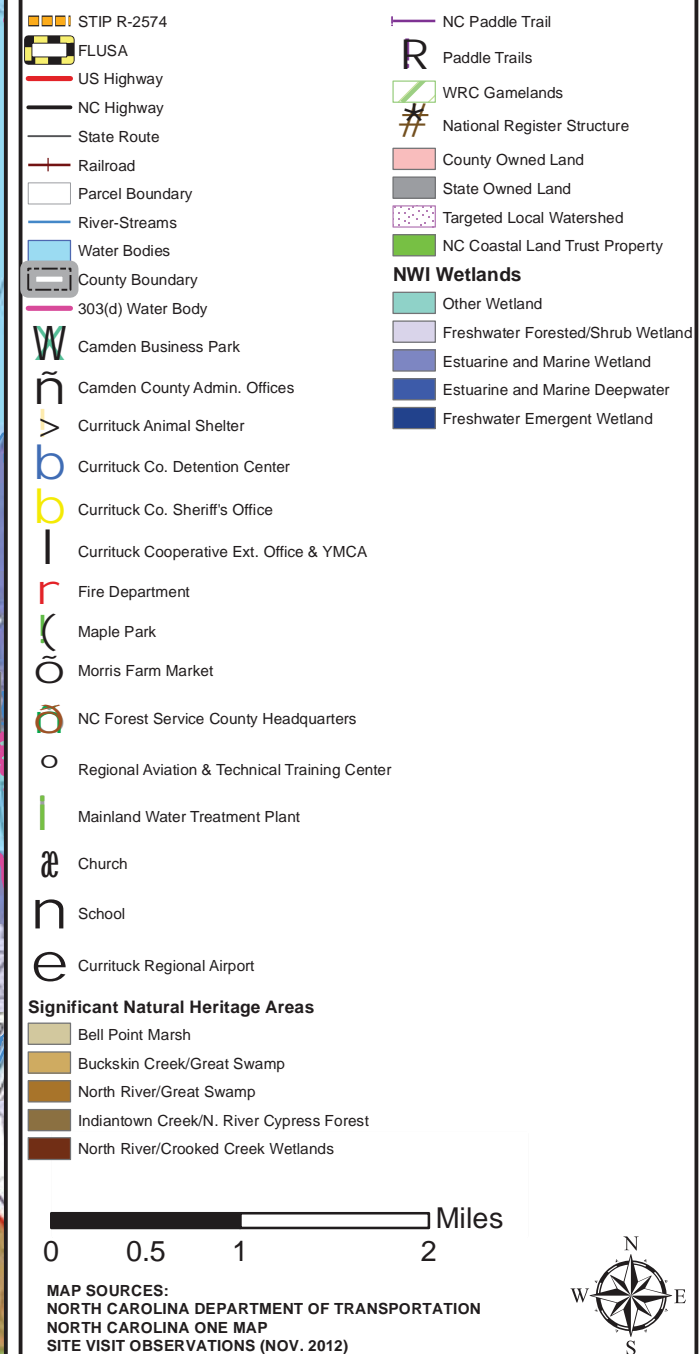 STIP R-2574
FLUSA
US Highway
NC Highway
State Route
Railroad
Parcel Boundary
River-Streams
Water Bodies
County Boundary
303(d) Water Body
W Camden Business Park
ñ Camden County Admin. Offices
> Currituck Animal Shelter
b Currituck Co. Detention Center
b Currituck Co. Sheriff's Office
l Currituck Cooperative Ext. Office & YMCA
r Fire Department
( Maple Park
õ Morris Farm Market
NC Forest Service County Headquarters
° Regional Aviation & Technical Training Center
Mainland Water Treatment Plant
æ Church
n School
e Currituck Regional Airport
Significant Natural Heritage Areas
Bell Point Marsh
Buckskin Creek/Great Swamp
North River/Great Swamp
Indiantown Creek/N. River Cypress Forest
North River/Crooked Creek Wetlands
NC Paddle Trail
R Paddle Trails
WRC Gamelands
# National Register Structure
County Owned Land
State Owned Land
Targeted Local Watershed
NC Coastal Land Trust Property
NWI Wetlands
Other Wetland
Freshwater Forested/Shrub Wetland
Estuarine and Marine Wetland
Estuarine and Marine Deepwater
Freshwater Emergent Wetland
Miles
0 0.5 1 2
MAP SOURCES:
NORTH CAROLINA DEPARTMENT OF TRANSPORTATION
NORTH CAROLINA ONE MAP
SITE VISIT OBSERVATIONS (NOV. 2012)
N
W E
S